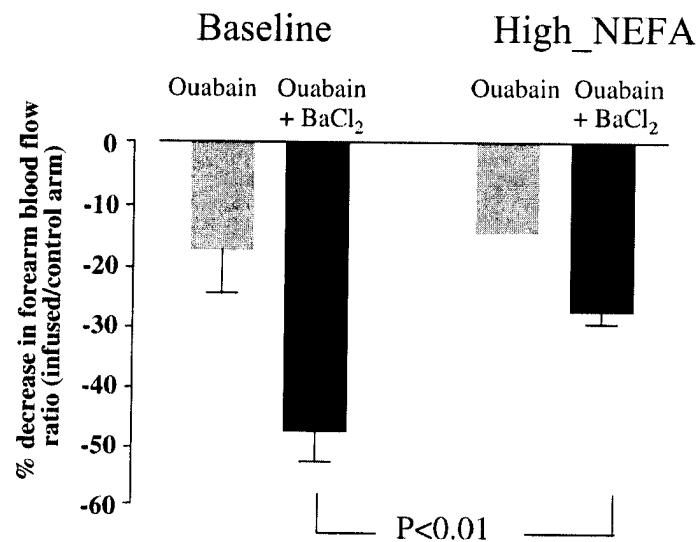 Baseline High_NEFA
Ouabain Ouabain Ouabain Ouabain
+ BaCl₂ + BaCl₂
% decrease in forearm blood flow
ratio (infused/control arm)
0
-10
-20
-30
-40
-50
-60
P<0.01